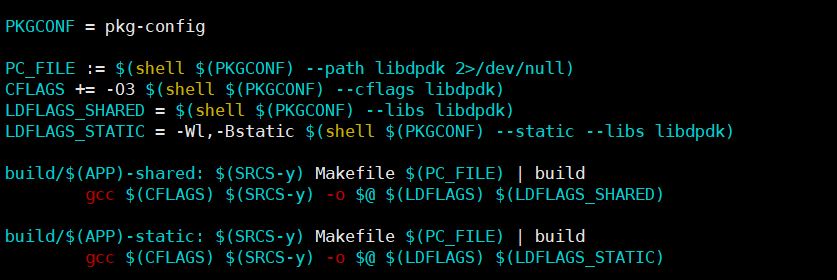 PKGCONF = pkg-config
PC_FILE := $(shell $(PKGCONF) --path libdpdk 2>/dev/null)
CFLAGS += -O3 $(shell $(PKGCONF) --cflags libdpdk)
LDFLAGS_SHARED = $(shell $(PKGCONF) --libs libdpdk)
LDFLAGS_STATIC = -Wl,-Bstatic $(shell $(PKGCONF) --static --libs libdpdk)
build/$(APP)-shared: $(SRCS-y) Makefile $(PC_FILE) | build
gcc $(CFLAGS) $(SRCS-y) -o $@ $(LDFLAGS) $(LDFLAGS_SHARED)
build/$(APP)-static: $(SRCS-y) Makefile $(PC_FILE) | build
gcc $(CFLAGS) $(SRCS-y) -o $@ $(LDFLAGS) $(LDFLAGS_STATIC)